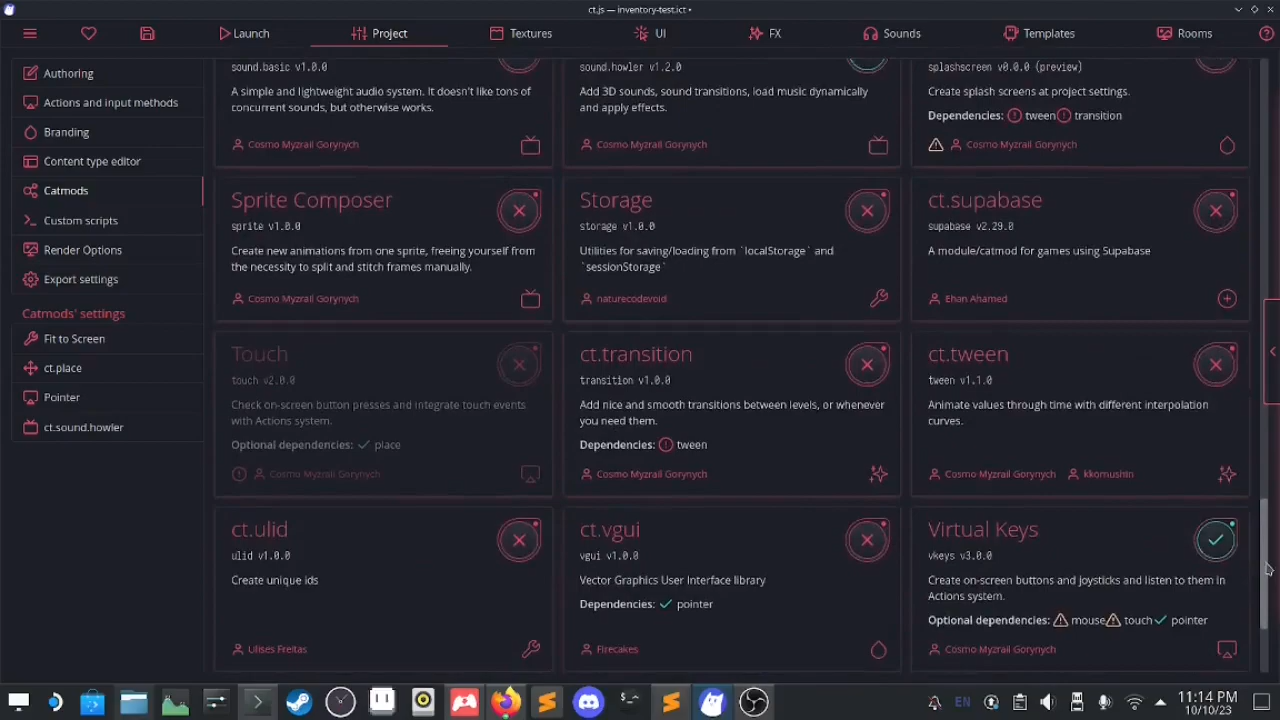 ct.js — inventory-test.ict •
Launch
Project
Textures
UI
FX
Sounds
Templates
Rooms
Authoring
Actions and input methods
Branding
Content type editor
Catmods
Custom scripts
Render Options
Export settings
Catmods' settings
Fit to Screen
ct.place
Pointer
ct.sound.howler
sound.basic v1.0.0
A simple and lightweight audio system. It doesn't like tons of
concurrent sounds, but otherwise works.
Cosmo Myzrail Gorynych
sound.howler v1.2.0
Add 3D sounds, sound transitions, load music dynamically
and apply effects.
Cosmo Myzrail Gorynych
splashscreen v0.0.0 (preview)
Create splash screens at project settings.
Dependencies: tween transition
Cosmo Myzrail Gorynych
Sprite Composer
sprite v1.0.0
Create new animations from one sprite, freeing yourself from
the necessity to split and stitch frames manually.
Cosmo Myzrail Gorynych
Storage
storage v1.0.0
Utilities for saving/loading from `localStorage` and
`sessionStorage`
naturecodevoid
ct.supabase
supabase v2.29.0
A module/catmod for games using Supabase
Ehan Ahamed
Touch
touch v2.0.0
Check on-screen button presses and integrate touch events
with Actions system.
Optional dependencies: place
Cosmo Myzrail Gorynych
ct.transition
transition v1.0.0
Add nice and smooth transitions between levels, or whenever
you need them.
Dependencies: tween
Cosmo Myzrail Gorynych
ct.tween
tween v1.1.0
Animate values through time with different interpolation
curves.
Cosmo Myzrail Gorynych kkomushin
ct.ulid
ulid v1.0.0
Create unique ids
Ulises Freitas
ct.vgui
vgui v1.0.0
Vector Graphics User Interface library
Dependencies: pointer
Firecakes
Virtual Keys
vkeys v3.0.0
Create on-screen buttons and joysticks and listen to them in
Actions system.
Optional dependencies: mouse touch pointer
Cosmo Myzrail Gorynych
EN
11:14 PM
10/10/23